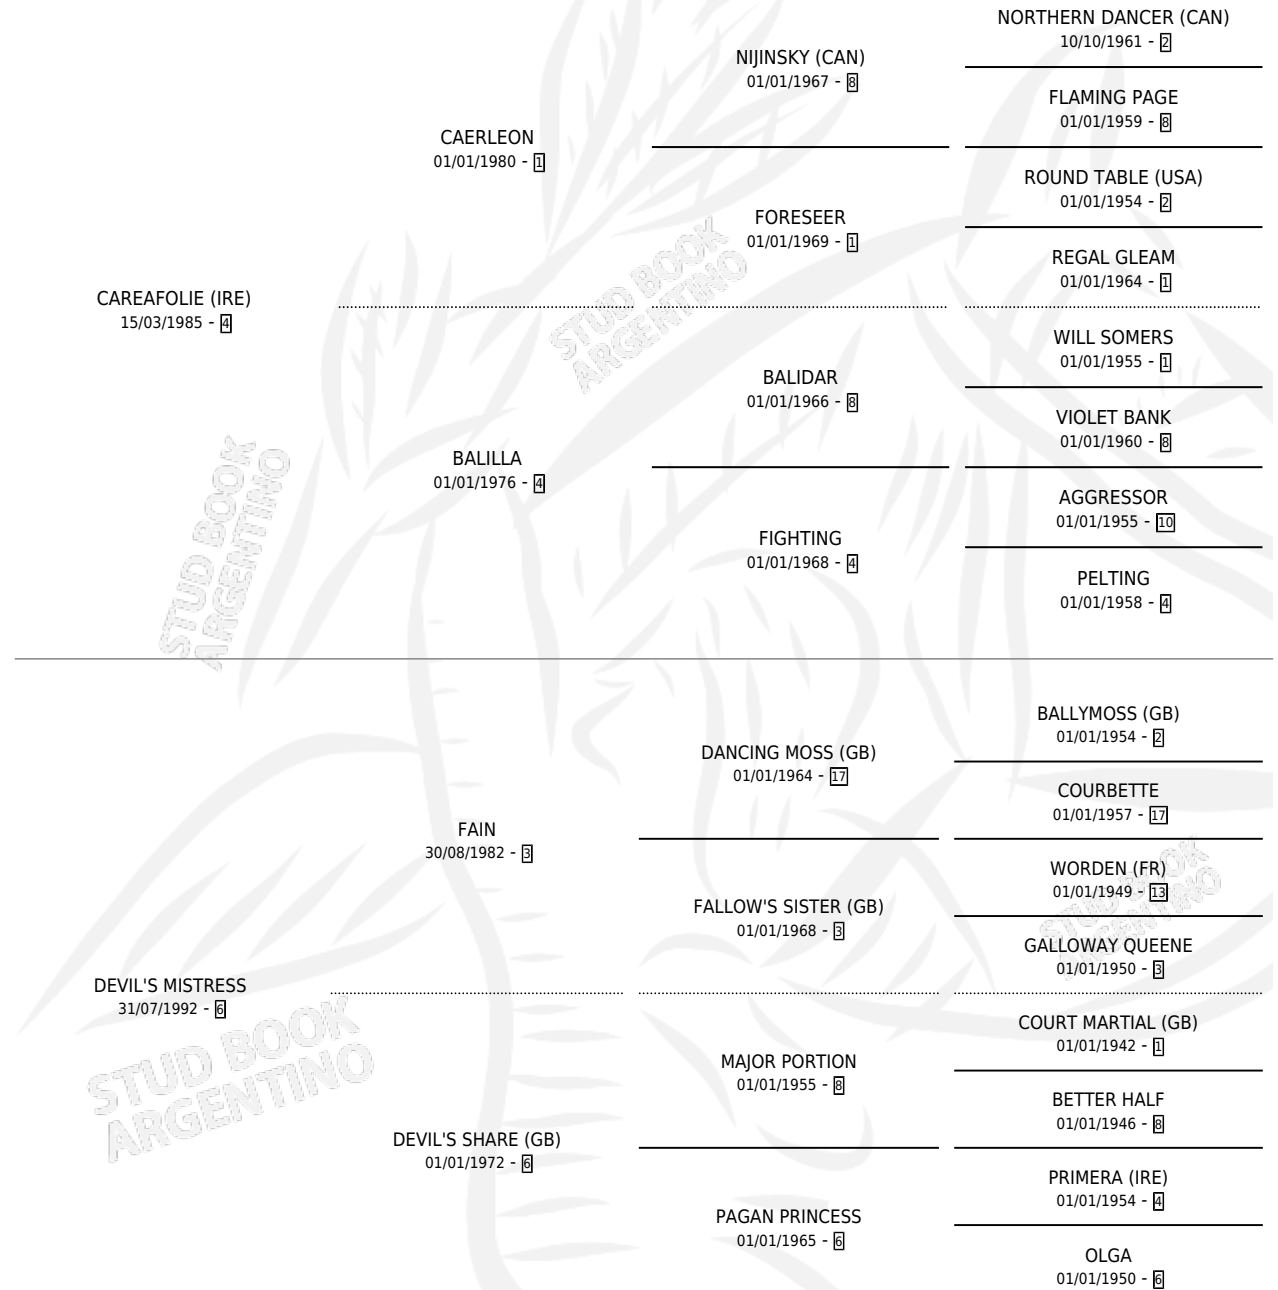 NORTHERN DANCER (CAN)
10/10/1961 - 2
NIJINSKY (CAN)
01/01/1967 - 8
FLAMING PAGE
01/01/1959 - 8
CAERLEON
01/01/1980 - 1
ROUND TABLE (USA)
01/01/1954 - 2
FORESEER
01/01/1969 - 1
REGAL GLEAM
01/01/1964 - 1
CAREAFOLIE (IRE)
15/03/1985 - 4
WILL SOMERS
01/01/1955 - 1
BALIDAR
01/01/1966 - 8
VIOLET BANK
01/01/1960 - 8
BALILLA
01/01/1976 - 4
AGGRESSOR
01/01/1955 - 10
FIGHTING
01/01/1968 - 4
PELTING
01/01/1958 - 4
BALLYMOSS (GB)
01/01/1954 - 2
DANCING MOSS (GB)
01/01/1964 - 17
COURBETTE
01/01/1957 - 17
FAIN
30/08/1982 - 3
WORDEN (FR)
01/01/1949 - 13
FALLOW'S SISTER (GB)
01/01/1968 - 3
GALLOWAY QUEENE
01/01/1950 - 3
DEVIL'S MISTRESS
31/07/1992 - 6
COURT MARTIAL (GB)
01/01/1942 - 1
MAJOR PORTION
01/01/1955 - 8
BETTER HALF
01/01/1946 - 8
DEVIL'S SHARE (GB)
01/01/1972 - 6
PRIMERA (IRE)
01/01/1954 - 4
PAGAN PRINCESS
01/01/1965 - 6
OLGA
01/01/1950 - 6
STUD BOOK
ARGENTINO
STUD BOOK
ARGENTINO
STUD BOOK
ARGENTINO
STUD BOOK
ARGENTINO